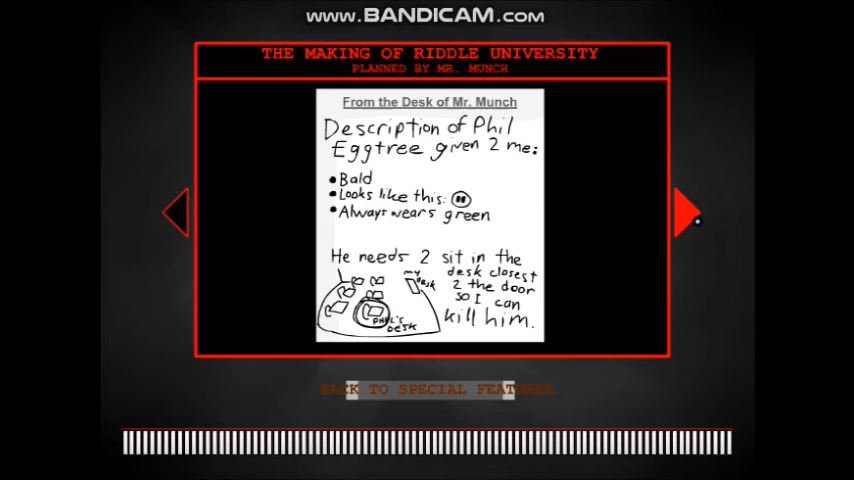 www.BANDICAM.com
THE MAKING OF RIDDLE UNIVERSITY
PLANNED BY MR. MUNCH
From the Desk of Mr. Munch
Description of Phil
Eggtree given 2 me:
•Bald
•Looks like this:
•Always wears green
He needs 2 sit in the
desk closest
2 the door
so I can
kill him.
my
desk
PHIL'S
DESK
BACK TO SPECIAL FEATURES